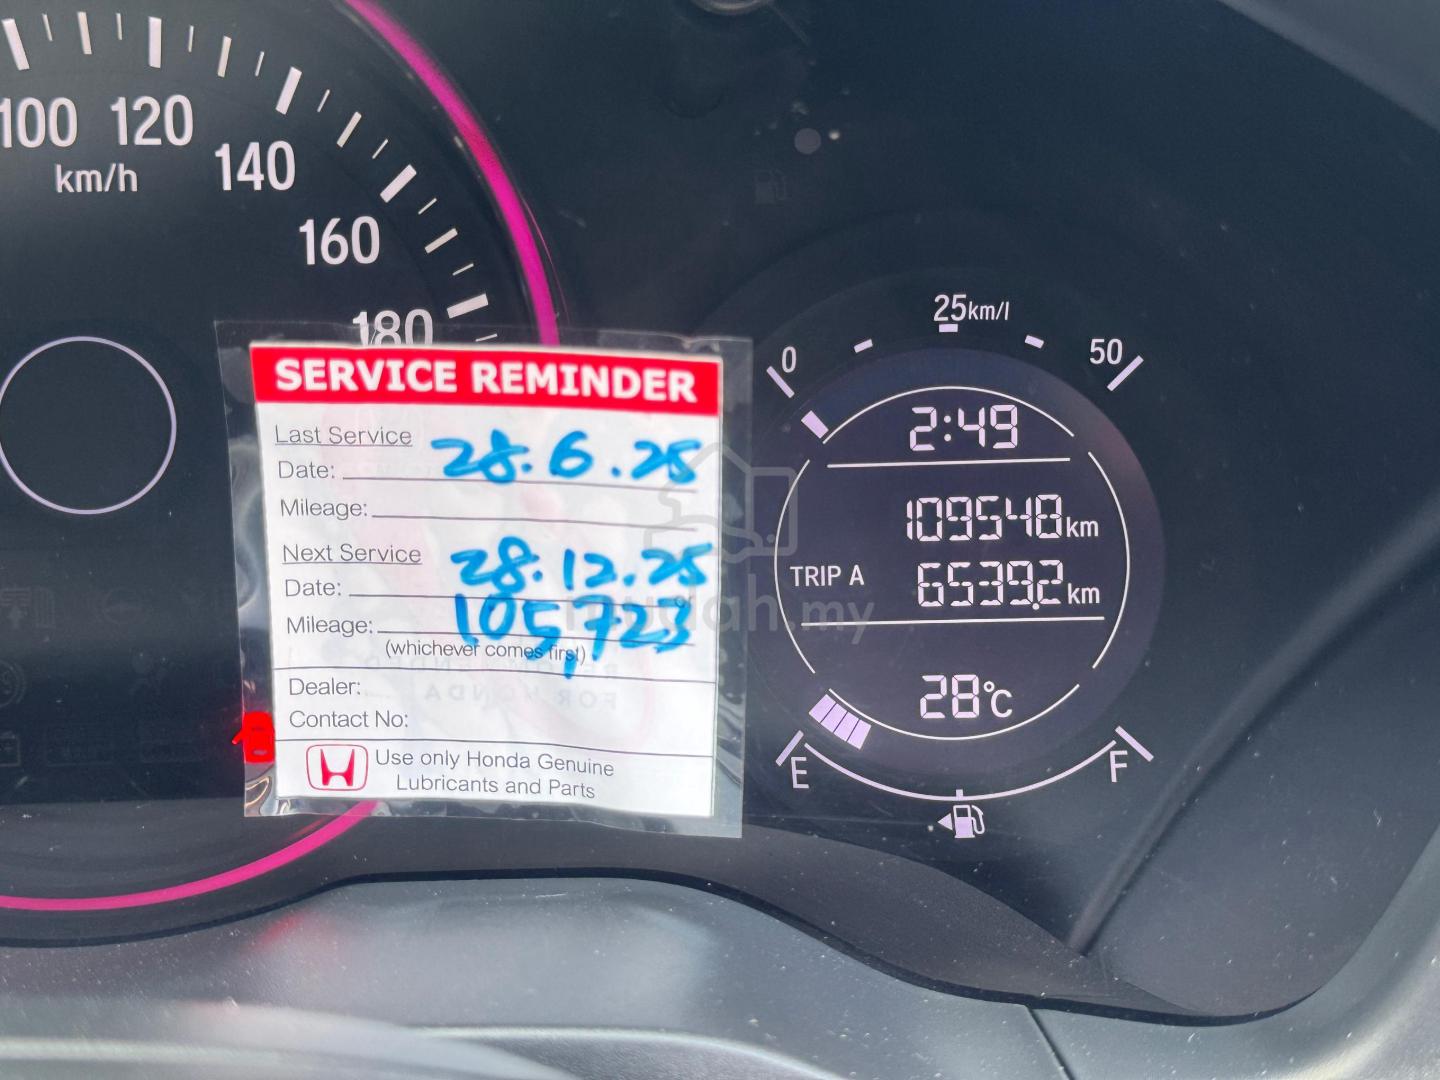 100 120
km/h
140
160
180
SERVICE REMINDER
Last Service
Date: 28.6.25
Mileage:
Next Service
Date: 28.12.25
Mileage: 105,723
(whichever comes first)
Dealer:
Contact No:
Use only Honda Genuine
Lubricants and Parts
25km/l
0
50
2:49
109548km
TRIP A 6539.2km
28°C
E F
mudah.my